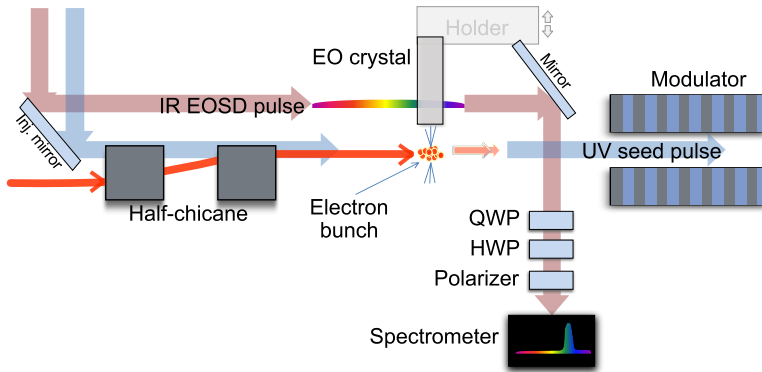 Holder
EO crystal
Mirror
Modulator
IR EOSD pulse
Inj. mirror
UV seed pulse
Half-chicane
Electron
bunch
QWP
HWP
Polarizer
Spectrometer